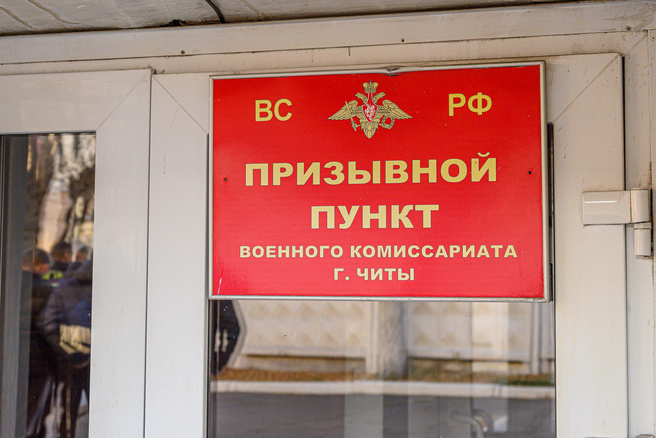 ВС РФ
ПРИЗЫВНОЙ
ПУНКТ
ВОЕННОГО КОМИССАРИАТА
Г. ЧИТЫ